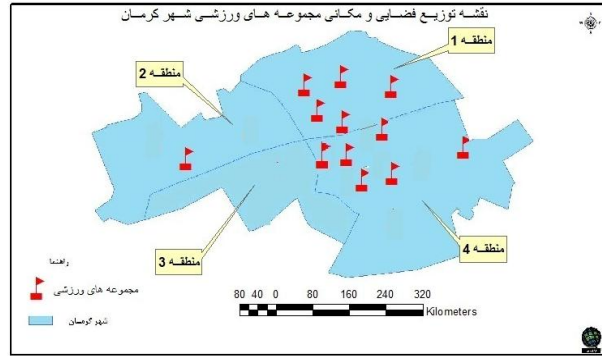 نقشه توزیع فضایی و مکانی مجموعه های ورزشی شهر کرمان
منطقه 1
منطقه 2
منطقه 3
منطقه 4
راهنما
مجموعه های ورزشی
شهر کرمان
80 40 0 80 160 240 320
Kilometers